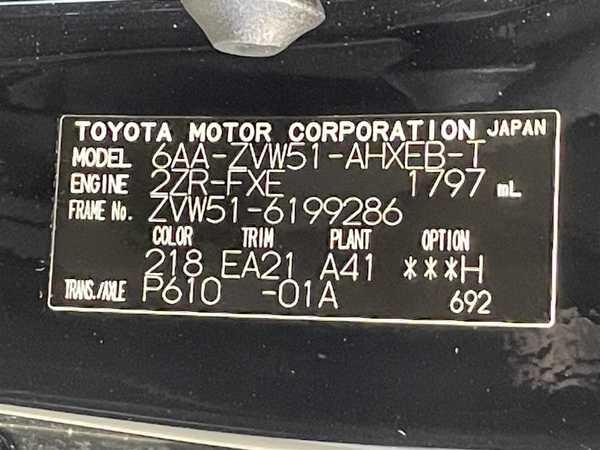 TOYOTA MOTOR CORPORATION JAPAN
MODEL 6AA-ZVW51-AHXEB-T
ENGINE 2ZR-FXE 1797 mL
FRAME No. ZVW51-6199286
COLOR TRIM PLANT OPTION
218 EA21 A41 ***H
TRANS./AXLE P610 -01A 692